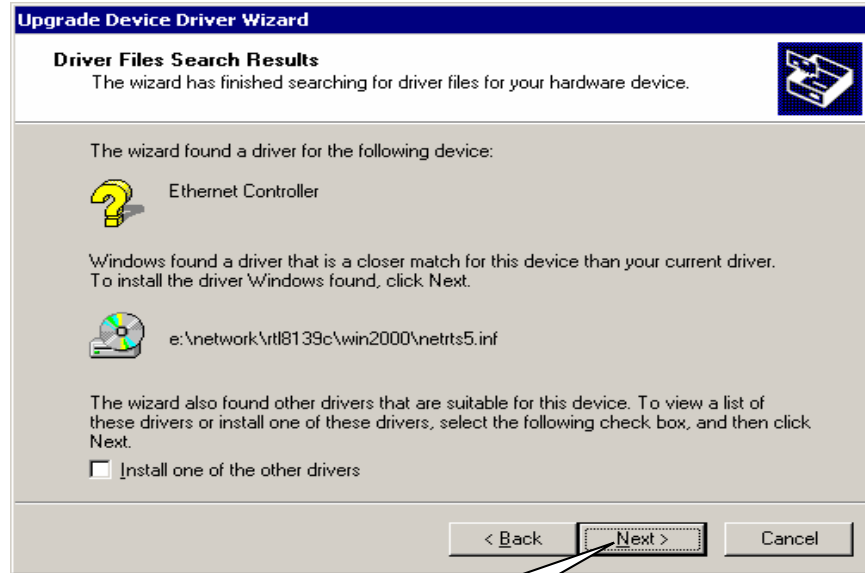 Upgrade Device Driver Wizard
Driver Files Search Results
The wizard has finished searching for driver files for your hardware device.
The wizard found a driver for the following device:
Ethernet Controller
Windows found a driver that is a closer match for this device than your current driver.
To install the driver Windows found, click Next.
e:\network\rtl8139c\win2000\netrts5.inf
The wizard also found other drivers that are suitable for this device. To view a list of
these drivers or install one of these drivers, select the following check box, and then click
Next.
Install one of the other drivers
< Back Next > Cancel